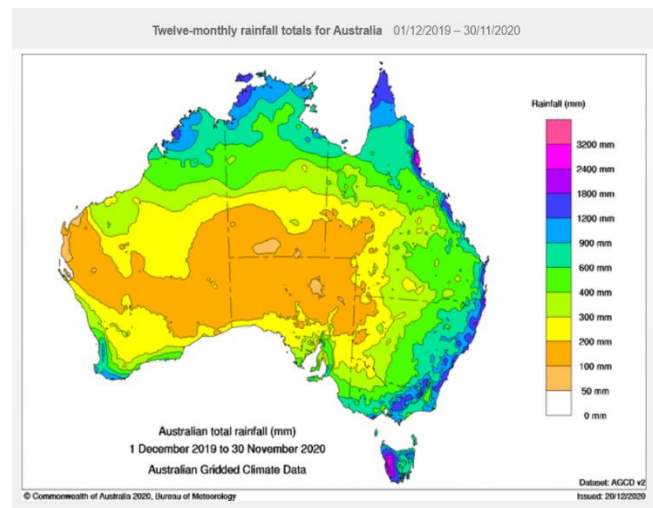 Twelve-monthly rainfall totals for Australia 01/12/2019 – 30/11/2020
Rainfall (mm)
3200 mm
2400 mm
1800 mm
1200 mm
900 mm
600 mm
400 mm
300 mm
200 mm
100 mm
50 mm
0 mm
Australian total rainfall (mm)
1 December 2019 to 30 November 2020
Australian Gridded Climate Data
Dataset: AGCD v2
© Commonwealth of Australia 2020, Bureau of Meteorology
Issued: 20/12/2020